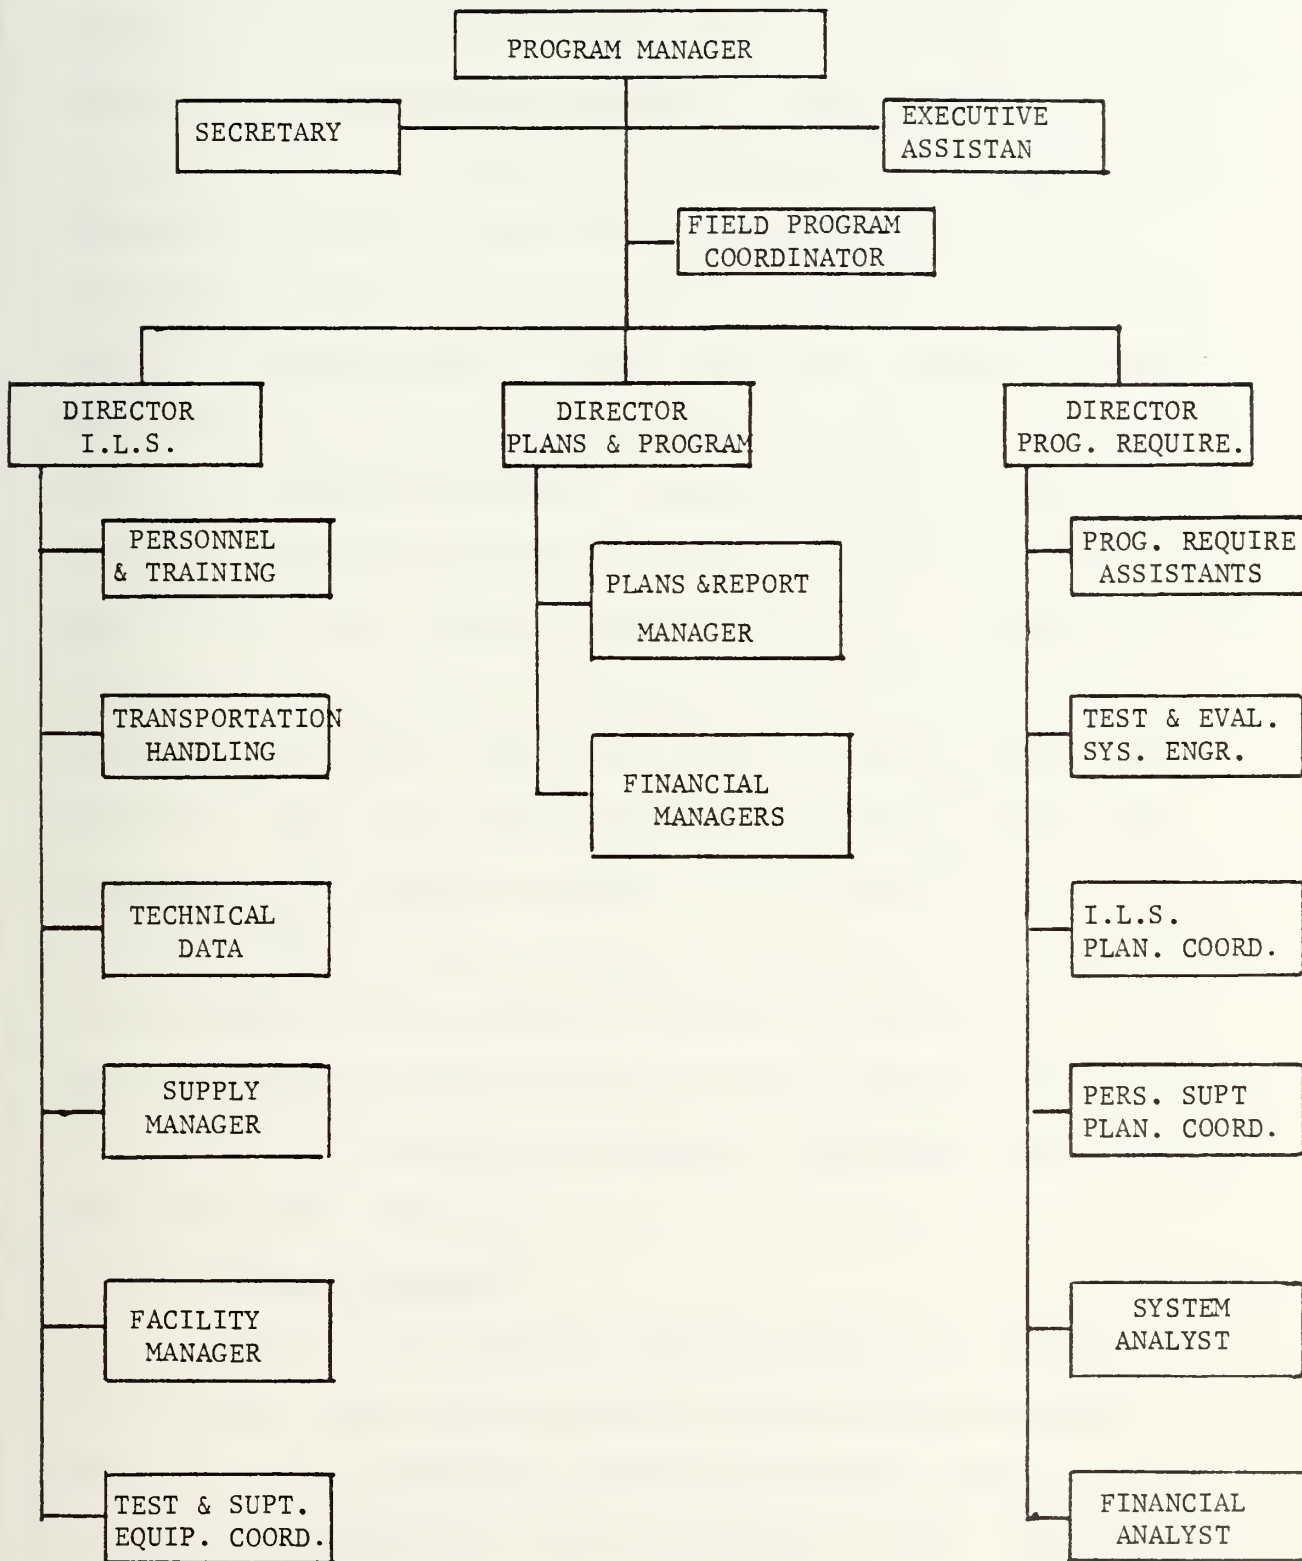 PROGRAM MANAGER
SECRETARY
EXECUTIVE
ASSISTAN
FIELD PROGRAM
COORDINATOR
DIRECTOR
I.L.S.
DIRECTOR
PLANS & PROGRAM
DIRECTOR
PROG. REQUIRE.
PERSONNEL
& TRAINING
TRANSPORTATION
HANDLING
TECHNICAL
DATA
SUPPLY
MANAGER
FACILITY
MANAGER
TEST & SUPT.
EQUIP. COORD.
PLANS &REPORT
MANAGER
FINANCIAL
MANAGERS
PROG. REQUIRE
ASSISTANTS
TEST & EVAL.
SYS. ENGR.
I.L.S.
PLAN. COORD.
PERS. SUPT
PLAN. COORD.
SYSTEM
ANALYST
FINANCIAL
ANALYST